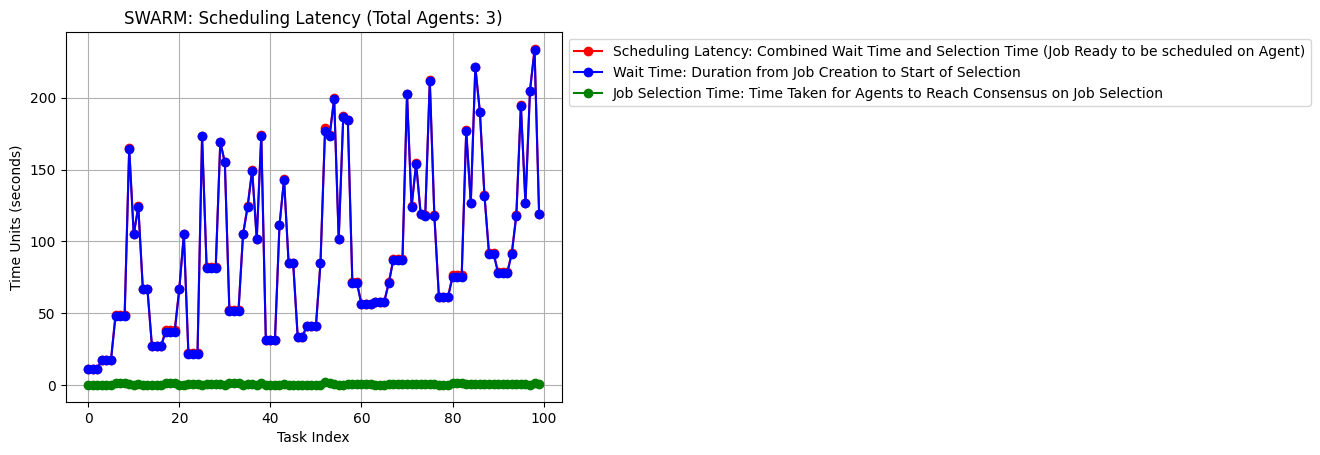 SWARM: Scheduling Latency (Total Agents: 3)
Scheduling Latency: Combined Wait Time and Selection Time (Job Ready to be scheduled on Agent)
Wait Time: Duration from Job Creation to Start of Selection
Job Selection Time: Time Taken for Agents to Reach Consensus on Job Selection
Time Units (seconds)
200
150
100
50
0
0 20 40 60 80 100
Task Index